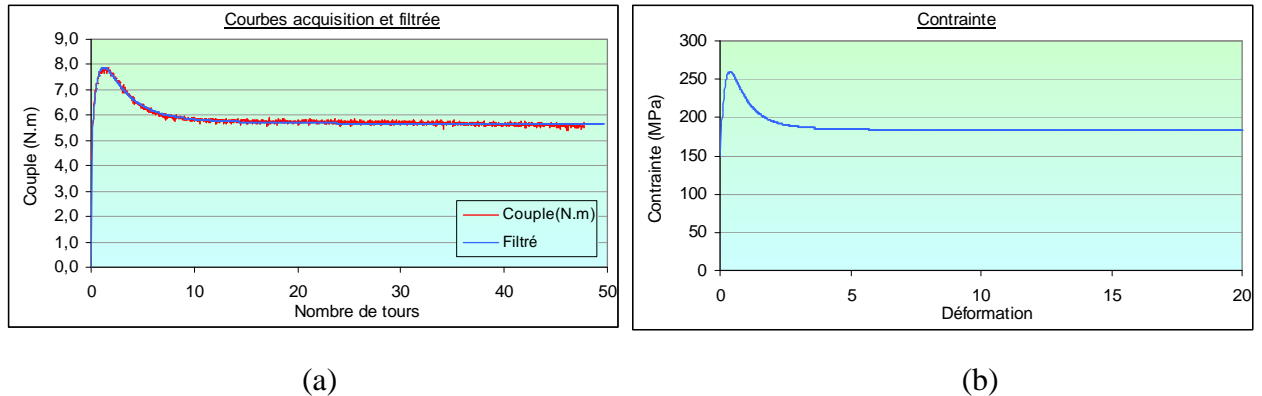 Courbes acquisition et filtrée
9,0
8,0
7,0
6,0
5,0
4,0
3,0
2,0
1,0
0,0
Couple (N.m)
Couple(N.m)
Filtré
0 10 20 30 40 50
Nombre de tours
(a)
Contrainte
300
250
200
150
100
50
0
Contrainte (MPa)
0 5 10 15 20
Déformation
(b)